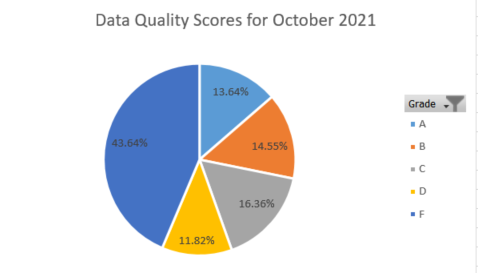 Data Quality Scores for October 2021
13.64%
14.55%
16.36%
11.82%
43.64%
Grade
A
B
C
D
F